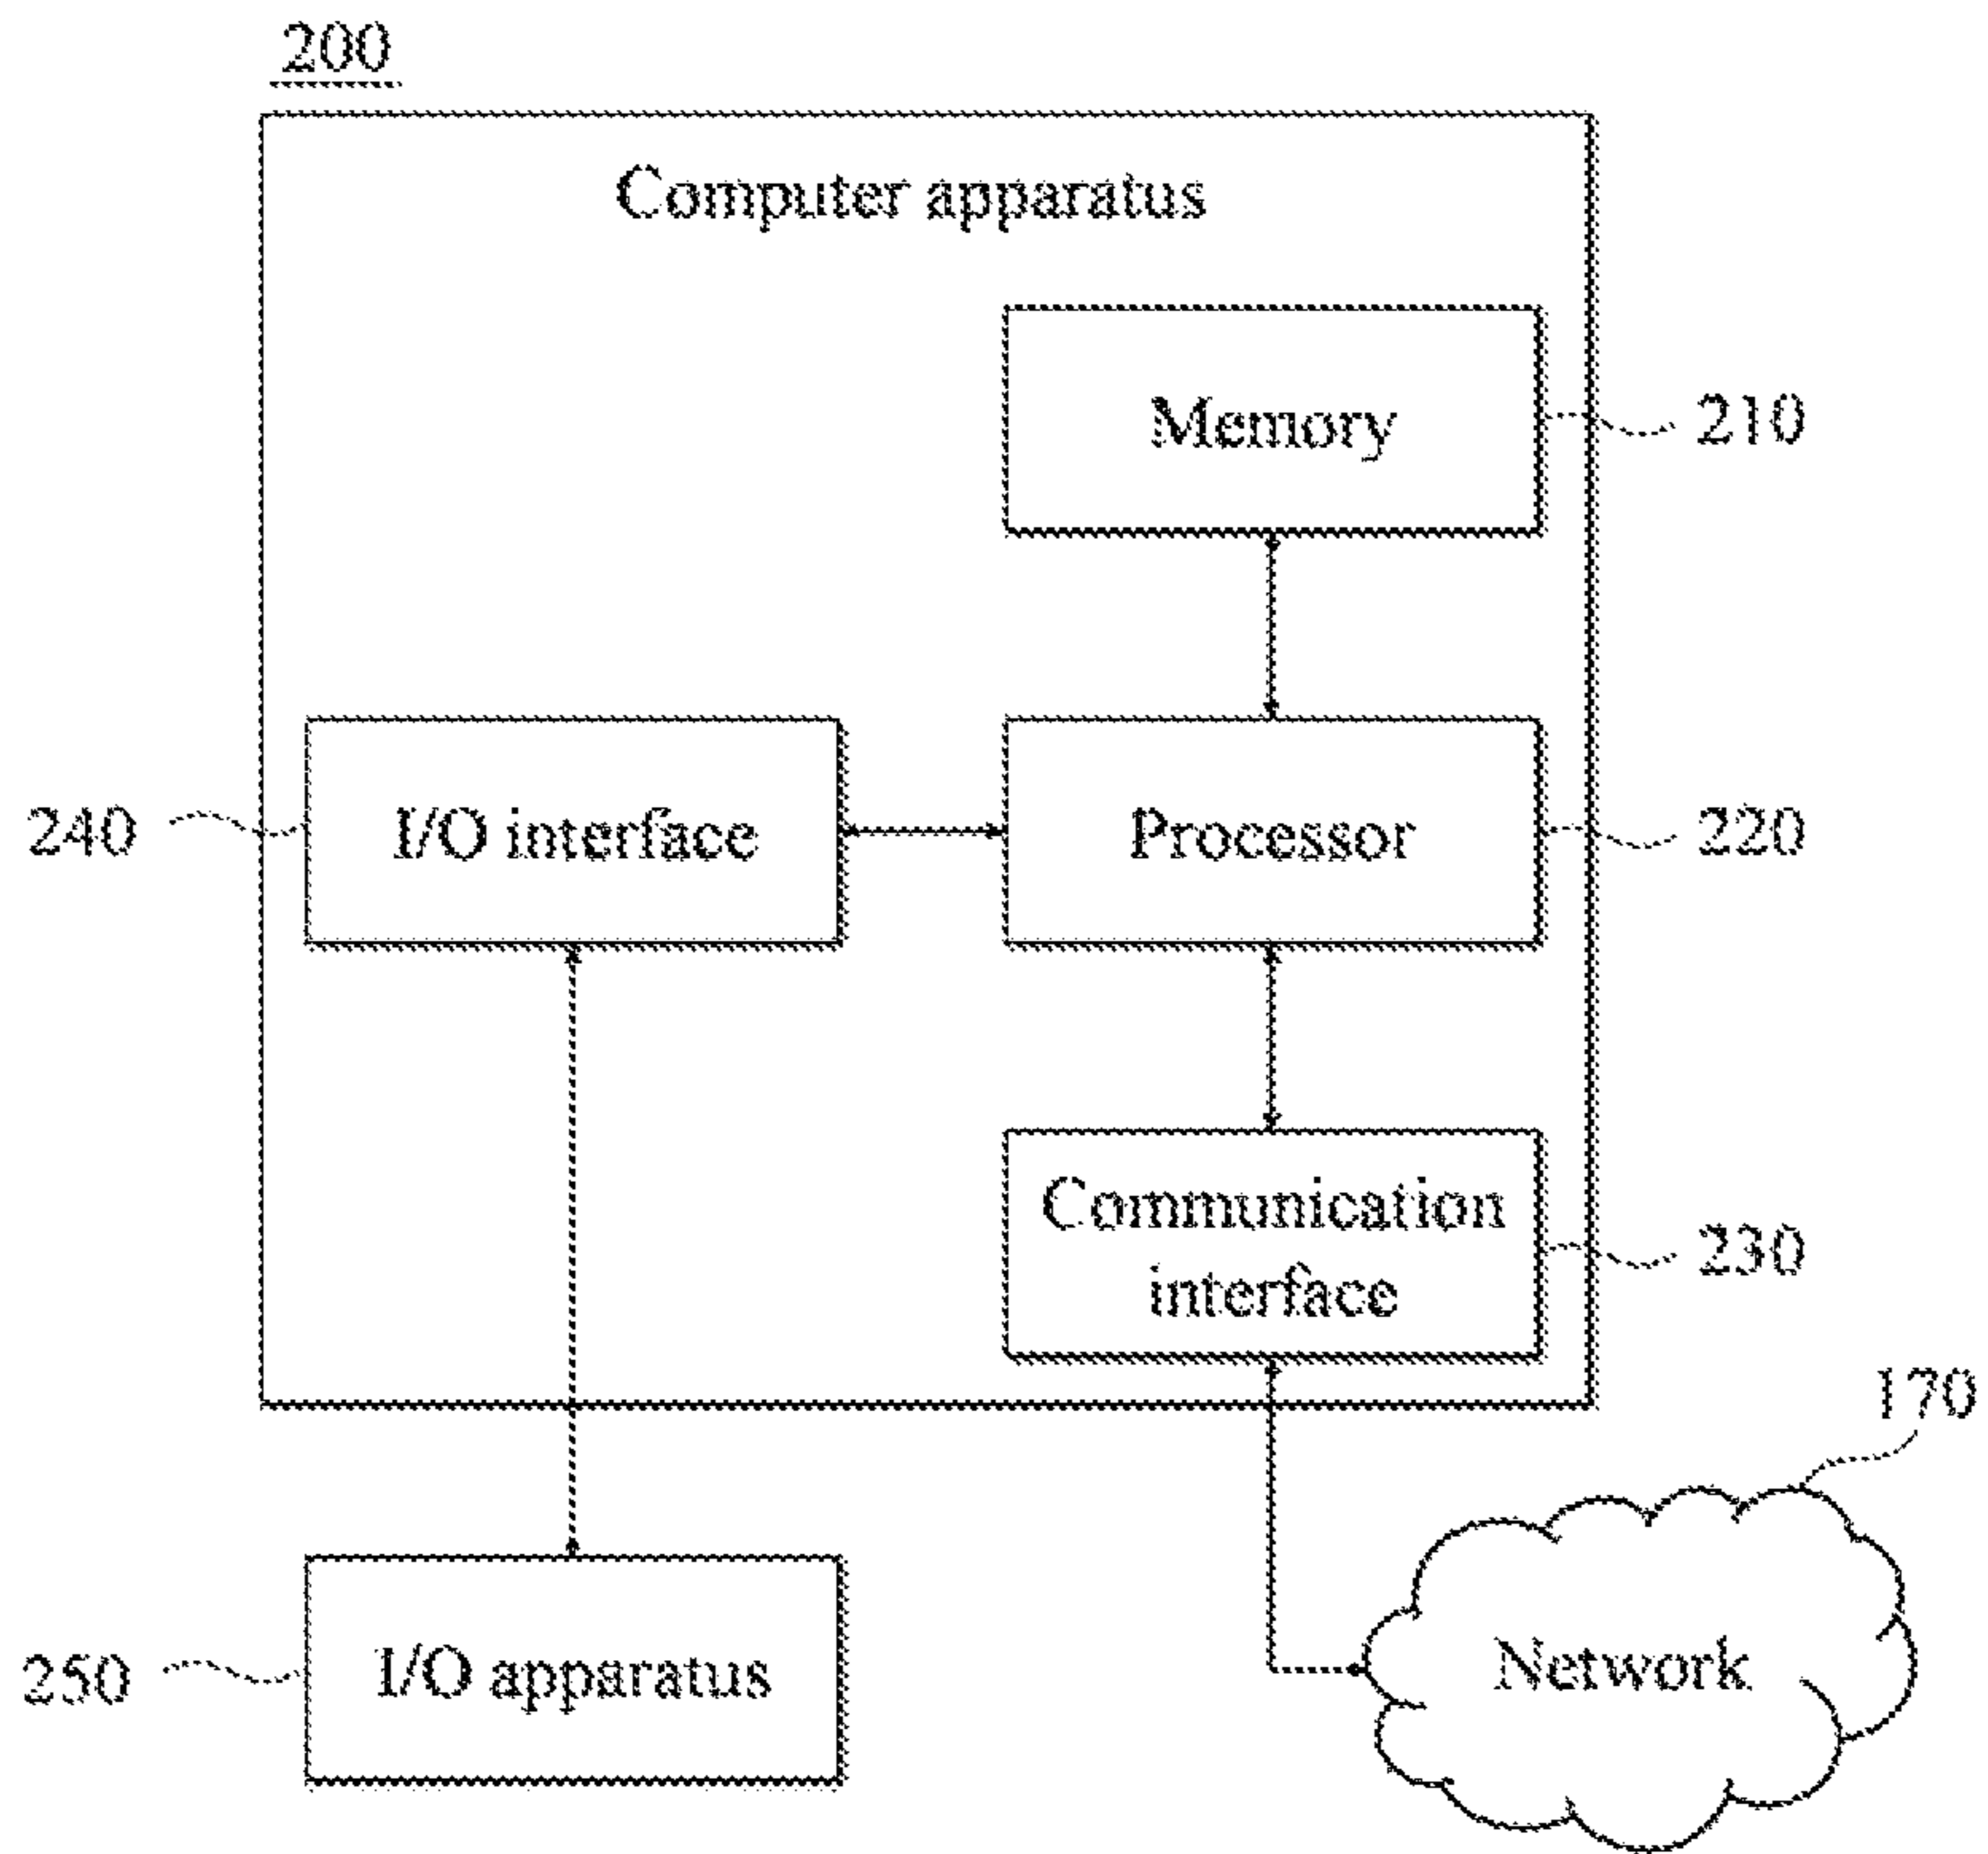 200
Computer apparatus
Memory
210
240
I/O interface
Processor
220
Communication
interface
230
170
250
I/O apparatus
Network